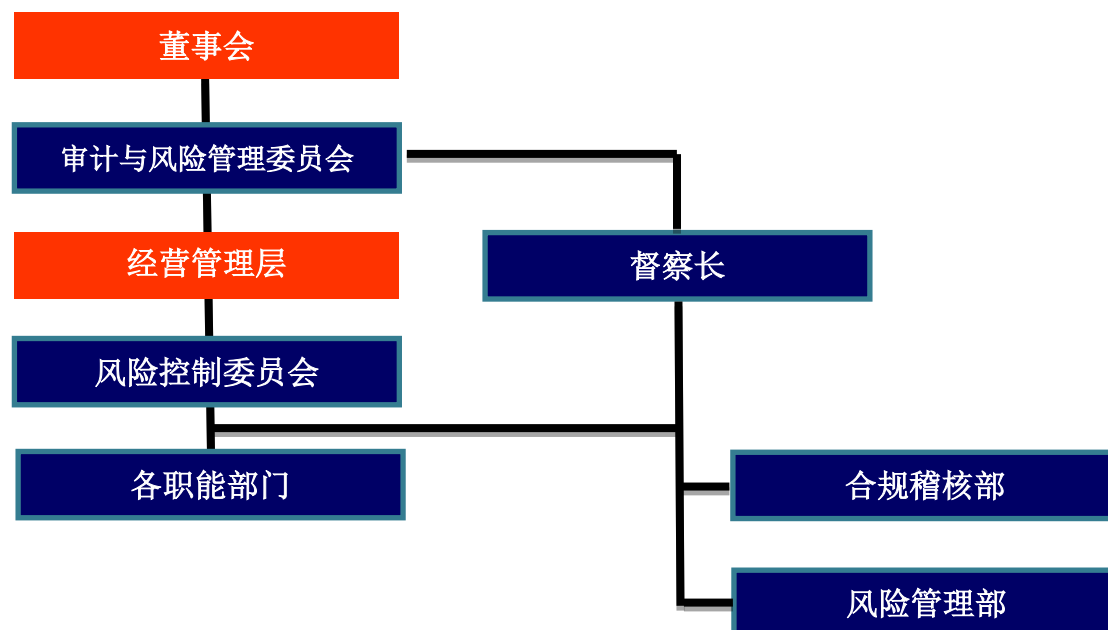 董事会
审计与风险管理委员会
经营管理层
督察长
风险控制委员会
各职能部门
合规稽核部
风险管理部